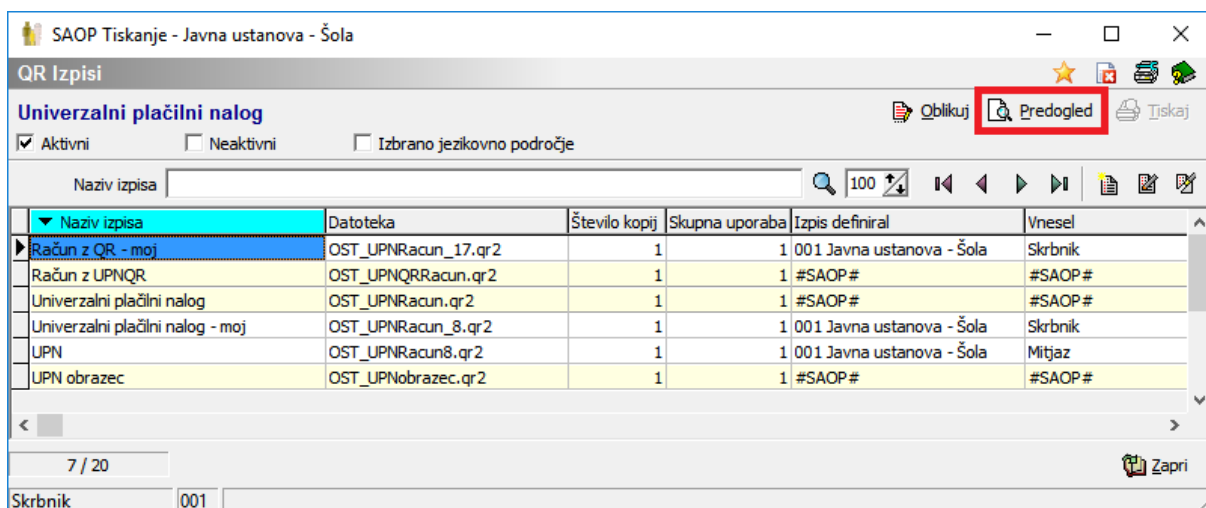 SAOP Tiskanje - Javna ustanova - Šola
QR Izpisi
Univerzalni plačilni nalog
Oblikuj Predogled Tiskaj
Aktivni Neaktivni Izbrano jezikovno področje
Naziv izpisa 100
Naziv izpisa Datoteka Število kopij Skupna uporaba Izpis definiral Vnesel
Račun z QR - moj OST_UPNRacun_17.qr2 1 1 001 Javna ustanova - Šola Skrbnik
Račun z UPNQR OST_UPNQRRacun.qr2 1 1 #SAOP# #SAOP#
Univerzalni plačilni nalog OST_UPNRacun.qr2 1 1 #SAOP# #SAOP#
Univerzalni plačilni nalog - moj OST_UPNRacun_8.qr2 1 1 001 Javna ustanova - Šola Skrbnik
UPN OST_UPNRacun8.qr2 1 1 001 Javna ustanova - Šola Mitjaz
UPN obrazec OST_UPNobrazec.qr2 1 1 #SAOP# #SAOP#
7 / 20
Zapri
Skrbnik 001